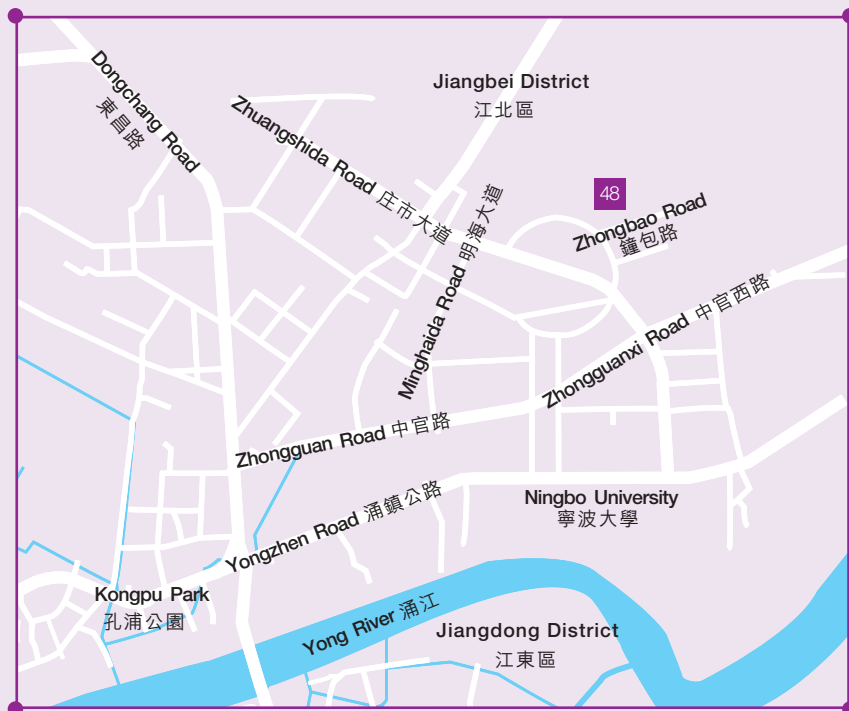 Jiangbei District
江北區
Dongchang Road
東昌路
Zhuangshida Road 庄市大道
48
Zhongbao Road
鐘包路
Minghaida Road 明海大道
Zhongguanxi Road 中官西路
Zhongguan Road 中官路
Ningbo University
寧波大學
Yongzhen Road 涌鎮公路
Kongpu Park
孔浦公園
Yong River 涌江
Jiangdong District
江東區